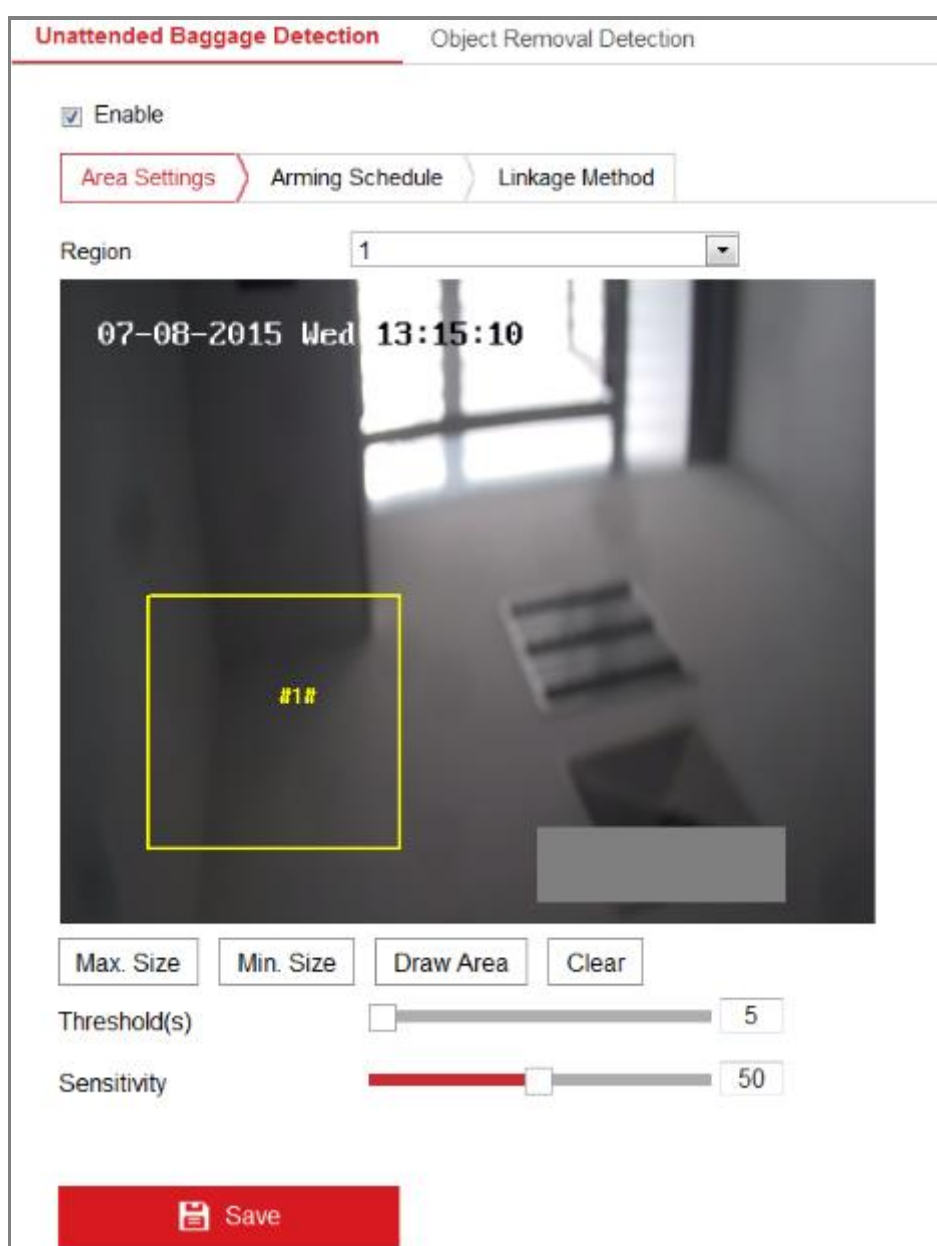 Unattended Baggage Detection Object Removal Detection
Enable
Area Settings Arming Schedule Linkage Method
Region 1
07-08-2015 Wed 13:15:10
#1#
Max. Size Min. Size Draw Area Clear
Threshold(s) 5
Sensitivity 50
Save